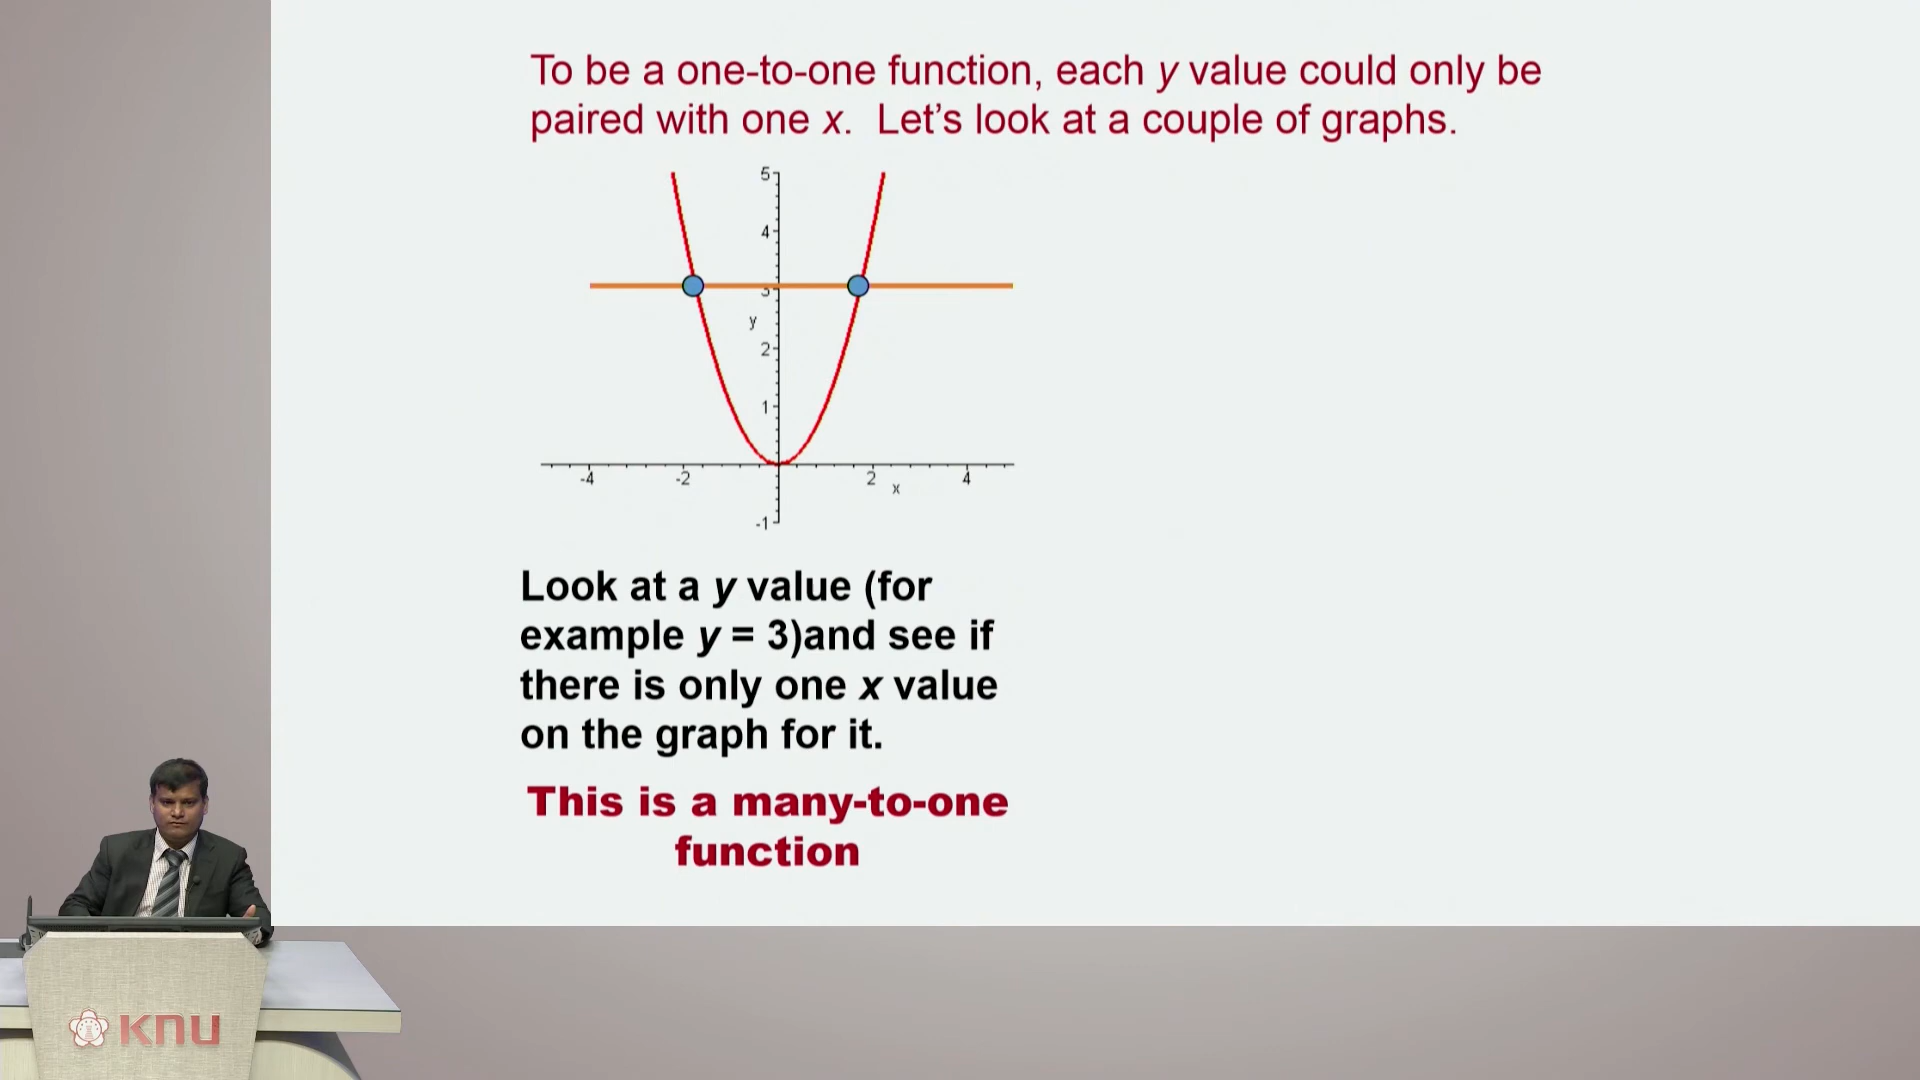 To be a one-to-one function, each y value could only be
paired with one x.  Let’s look at a couple of graphs.
5
4
3
y
2
1
-4
-2
2
x
4
-1
Look at a y value (for
example y = 3)and see if
there is only one x value
on the graph for it.
This is a many-to-one
function
KNU